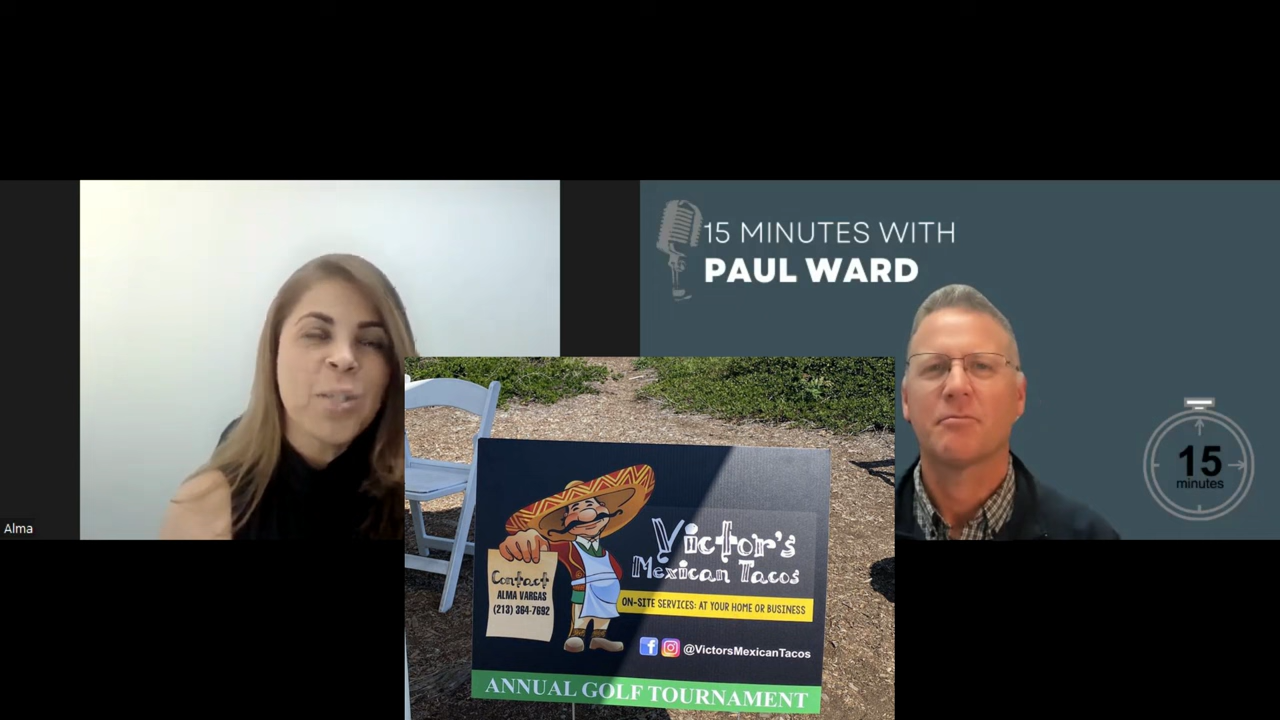 15 MINUTES WITH
PAUL WARD
15
minutes
Alma
Victor's
Mexican Tacos
Contact
ALMA VARGAS
(213) 364-7692
ON-SITE SERVICES: AT YOUR HOME OR BUSINESS
@VictorsMexicanTacos
ANNUAL GOLF TOURNAMENT